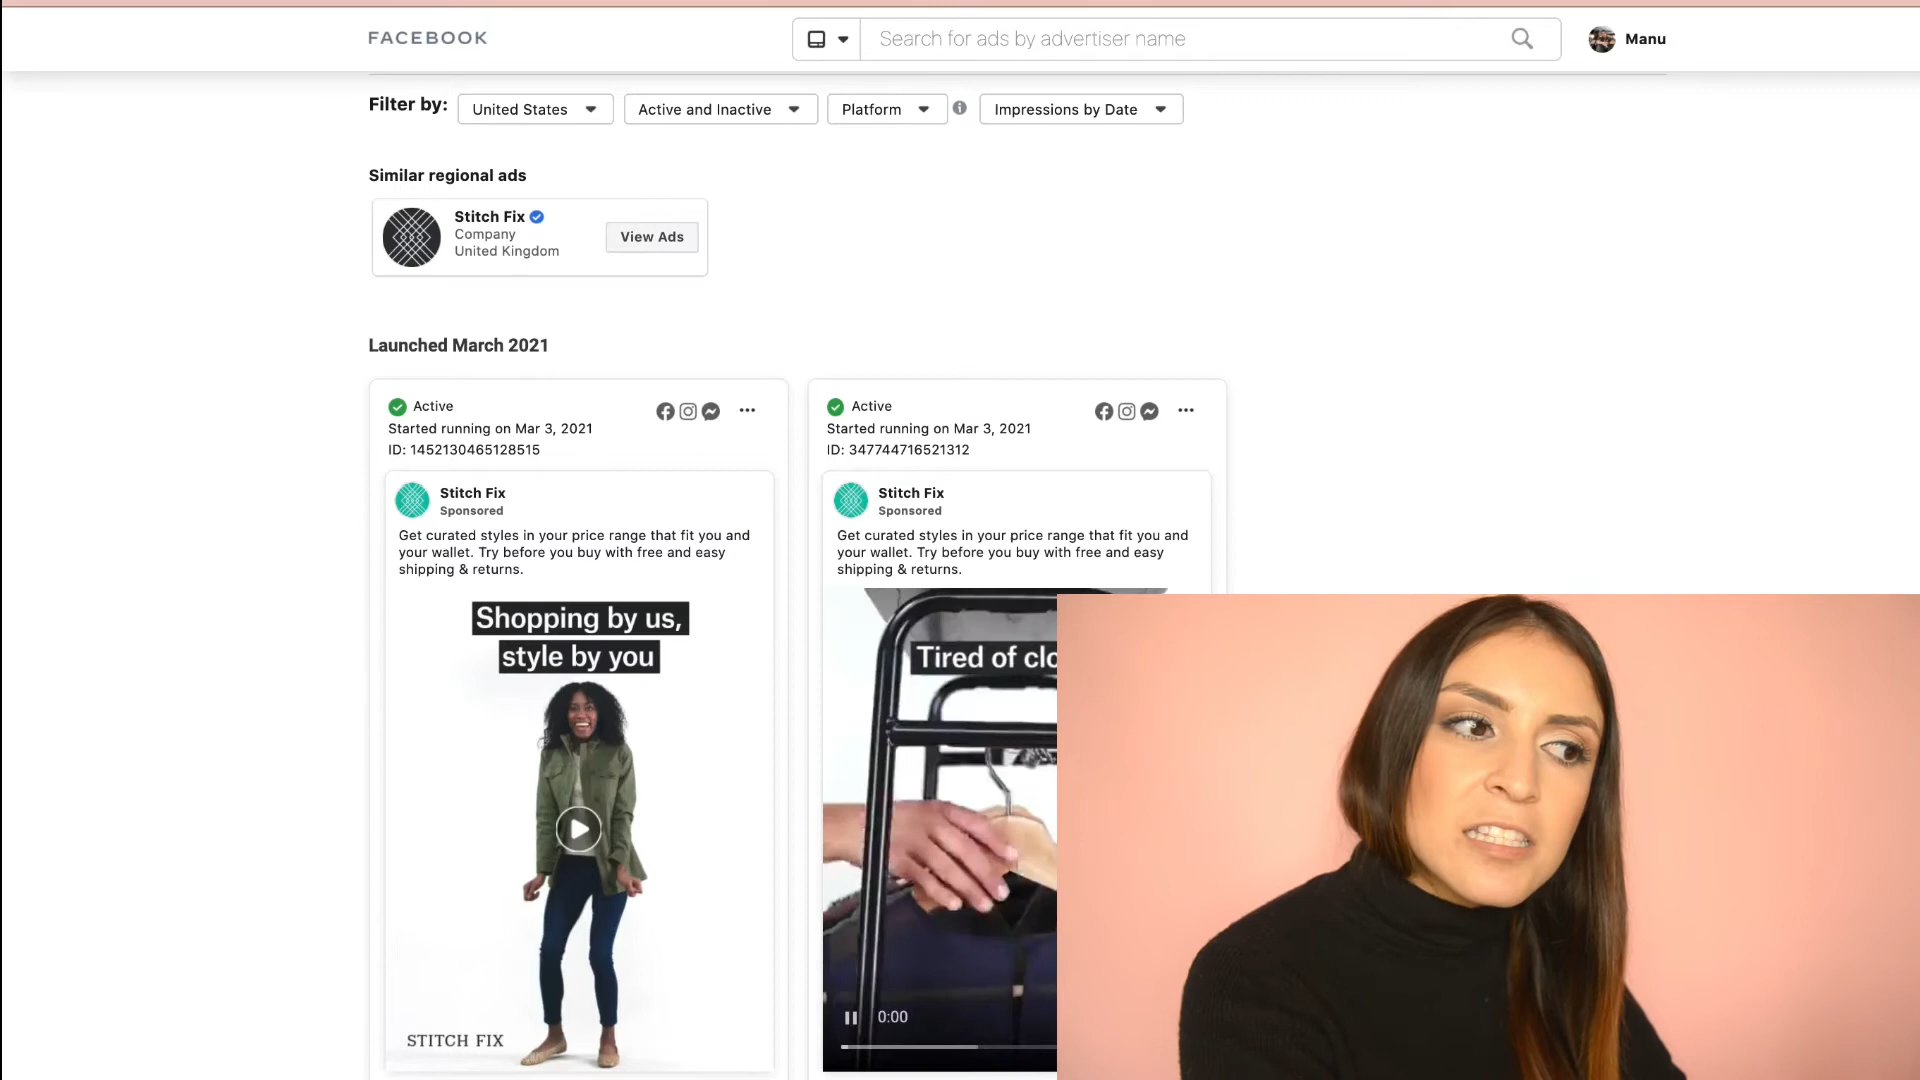 FACEBOOK
Search for ads by advertiser name
Manu
Filter by:
United States
Active and Inactive
Platform
Impressions by Date
Similar regional ads
Stitch Fix
Company
United Kingdom
View Ads
Launched March 2021
Active
Started running on Mar 3, 2021
ID: 1452130465128515
Stitch Fix
Sponsored
Get curated styles in your price range that fit you and
your wallet. Try before you buy with free and easy
shipping & returns.
Shopping by us,
style by you
STITCH FIX
Active
Started running on Mar 3, 2021
ID: 347744716521312
Stitch Fix
Sponsored
Get curated styles in your price range that fit you and
your wallet. Try before you buy with free and easy
shipping & returns.
Tired of clo
0:00